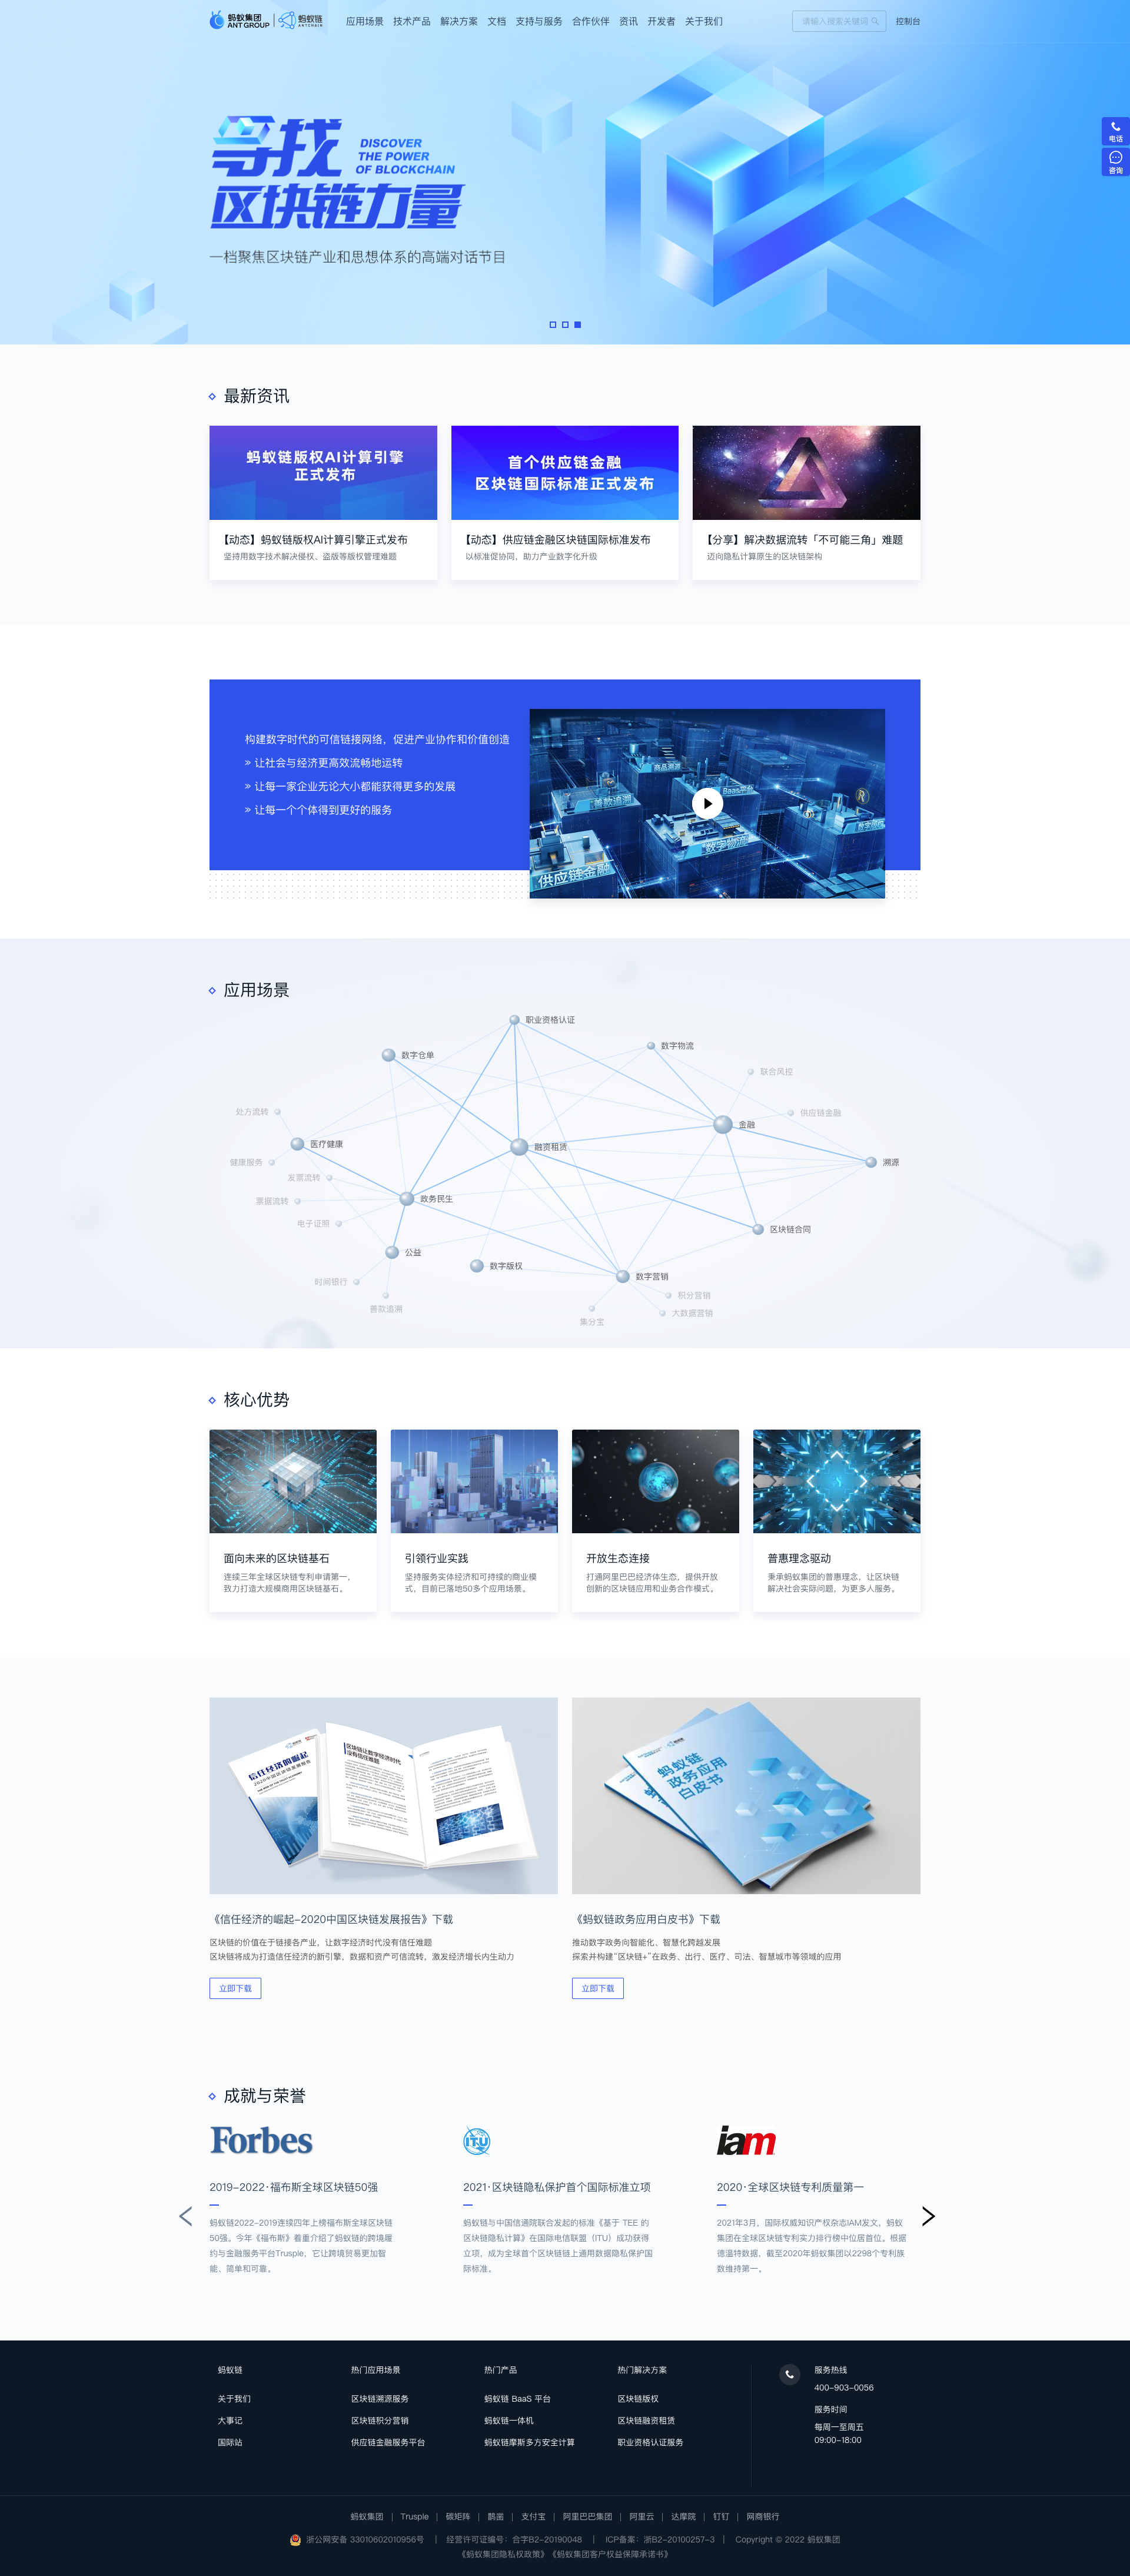 蚂蚁集团
ANT GROUP
蚂蚁链
ANTCHAIN
应用场景 技术产品 解决方案 文档 支持与服务 合作伙伴 资讯 开发者 关于我们
请输入搜索关键词
控制台
电话
咨询
寻找
DISCOVER
THE POWER
OF BLOCKCHAIN
区块链力量
一档聚焦区块链产业和思想体系的高端对话节目
最新资讯
蚂蚁链版权AI计算引擎
正式发布
首个供应链金融
区块链国际标准正式发布
【动态】蚂蚁链版权AI计算引擎正式发布
坚持用数字技术解决侵权、盗版等版权管理难题
【动态】供应链金融区块链国际标准发布
以标准促协同，助力产业数字化升级
【分享】解决数据流转「不可能三角」难题
迈向隐私计算原生的区块链架构
构建数字时代的可信链接网络，促进产业协作和价值创造
» 让社会与经济更高效流畅地运转
» 让每一家企业无论大小都能获得更多的发展
» 让每一个个体得到更好的服务
商品溯源
善款追溯
BaaS平台
数字物流
供应链金融
应用场景
职业资格认证
数字物流
数字仓单
联合风控
处方流转
供应链金融
金融
医疗健康
融资租赁
健康服务
溯源
发票流转
政务民生
票据流转
电子证照
区块链合同
公益
数字版权
数字营销
时间银行
积分营销
善款追溯
大数据营销
集分宝
核心优势
面向未来的区块链基石
连续三年全球区块链专利申请第一，
致力打造大规模商用区块链基石。
引领行业实践
坚持服务实体经济和可持续的商业模
式，目前已落地50多个应用场景。
开放生态连接
打通阿里巴巴经济体生态，提供开放
创新的区块链应用和业务合作模式。
普惠理念驱动
秉承蚂蚁集团的普惠理念，让区块链
解决社会实际问题，为更多人服务。
信任经济的崛起
2020中国区块链发展报告
区块链让数字经济时代
没有信任难题
蚂蚁链
政务应用
白皮书
《信任经济的崛起-2020中国区块链发展报告》下载
区块链的价值在于链接各产业，让数字经济时代没有信任难题
区块链将成为打造信任经济的新引擎，数据和资产可信流转，激发经济增长内生动力
立即下载
《蚂蚁链政务应用白皮书》下载
推动数字政务向智能化、智慧化跨越发展
探索并构建“区块链+”在政务、出行、医疗、司法、智慧城市等领域的应用
立即下载
成就与荣誉
Forbes
ITU
iam
2019-2022·福布斯全球区块链50强
蚂蚁链2022-2019连续四年上榜福布斯全球区块链
50强。今年《福布斯》着重介绍了蚂蚁链的跨境履
约与金融服务平台Trusple，它让跨境贸易更加智
能、简单和可靠。
2021·区块链隐私保护首个国际标准立项
蚂蚁链与中国信通院联合发起的标准《基于 TEE 的
区块链隐私计算》在国际电信联盟（ITU）成功获得
立项，成为全球首个区块链链上通用数据隐私保护国
际标准。
2020·全球区块链专利质量第一
2021年3月，国际权威知识产权杂志IAM发文，蚂蚁
集团在全球区块链专利实力排行榜中位居首位。根据
德温特数据，截至2020年蚂蚁集团以2298个专利族
数维持第一。
蚂蚁链
关于我们
大事记
国际站
热门应用场景
区块链溯源服务
区块链积分营销
供应链金融服务平台
热门产品
蚂蚁链 BaaS 平台
蚂蚁链一体机
蚂蚁链摩斯多方安全计算
热门解决方案
区块链版权
区块链融资租赁
职业资格认证服务
服务热线
400-903-0056
服务时间
每周一至周五
09:00-18:00
蚂蚁集团 | Trusple | 碳矩阵 | 鹊凿 | 支付宝 | 阿里巴巴集团 | 阿里云 | 达摩院 | 钉钉 | 网商银行
浙公网安备 33010602010956号 | 经营许可证编号：合字B2-20190048 | ICP备案：浙B2-20100257-3 | Copyright © 2022 蚂蚁集团
《蚂蚁集团隐私权政策》《蚂蚁集团客户权益保障承诺书》